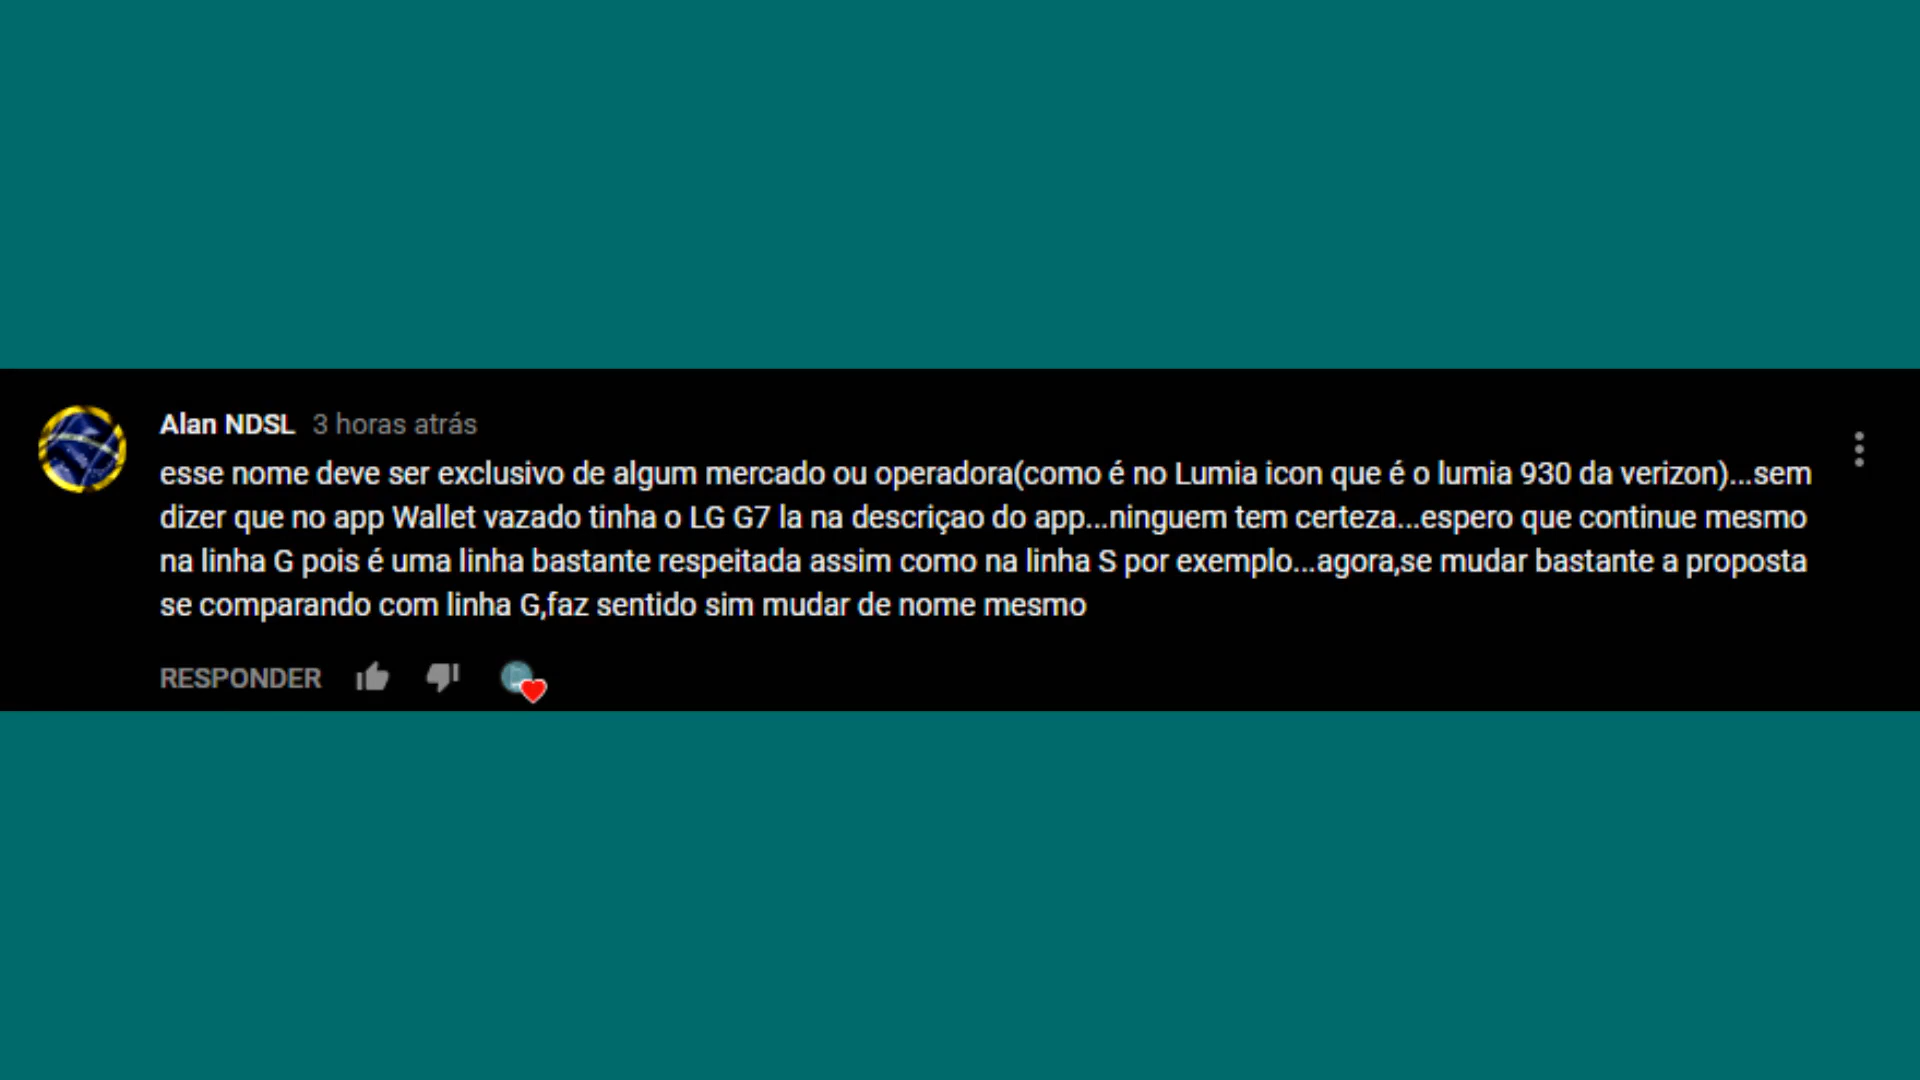 Alan NDSL 3 horas atrás
esse nome deve ser exclusivo de algum mercado ou operadora(como é no Lumia icon que é o lumia 930 da verizon)...sem
dizer que no app Wallet vazado tinha o LG G7 la na descriçao do app...ninguem tem certeza...espero que continue mesmo
na linha G pois é uma linha bastante respeitada assim como na linha S por exemplo...agora,se mudar bastante a proposta
se comparando com linha G,faz sentido sim mudar de nome mesmo
RESPONDER